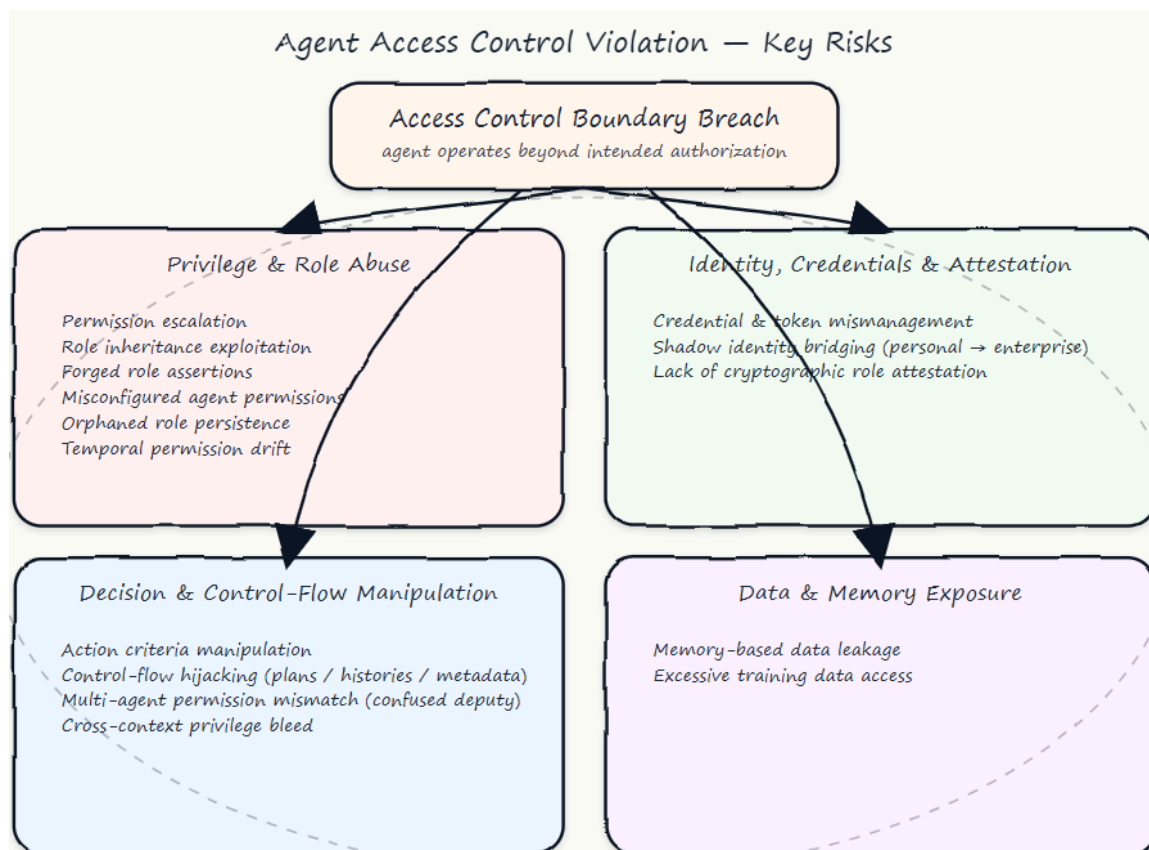 Agent Access Control Violation — Key Risks
Access Control Boundary Breach
agent operates beyond intended authorization
Privilege & Role Abuse
Permission escalation
Role inheritance exploitation
Forged role assertions
Misconfigured agent permissions
Orphaned role persistence
Temporal permission drift
Identity, Credentials & Attestation
Credential & token mismanagement
Shadow identity bridging (personal → enterprise)
Lack of cryptographic role attestation
Decision & Control-Flow Manipulation
Action criteria manipulation
Control-flow hijacking (plans / histories / metadata)
Multi-agent permission mismatch (confused deputy)
Cross-context privilege bleed
Data & Memory Exposure
Memory-based data leakage
Excessive training data access